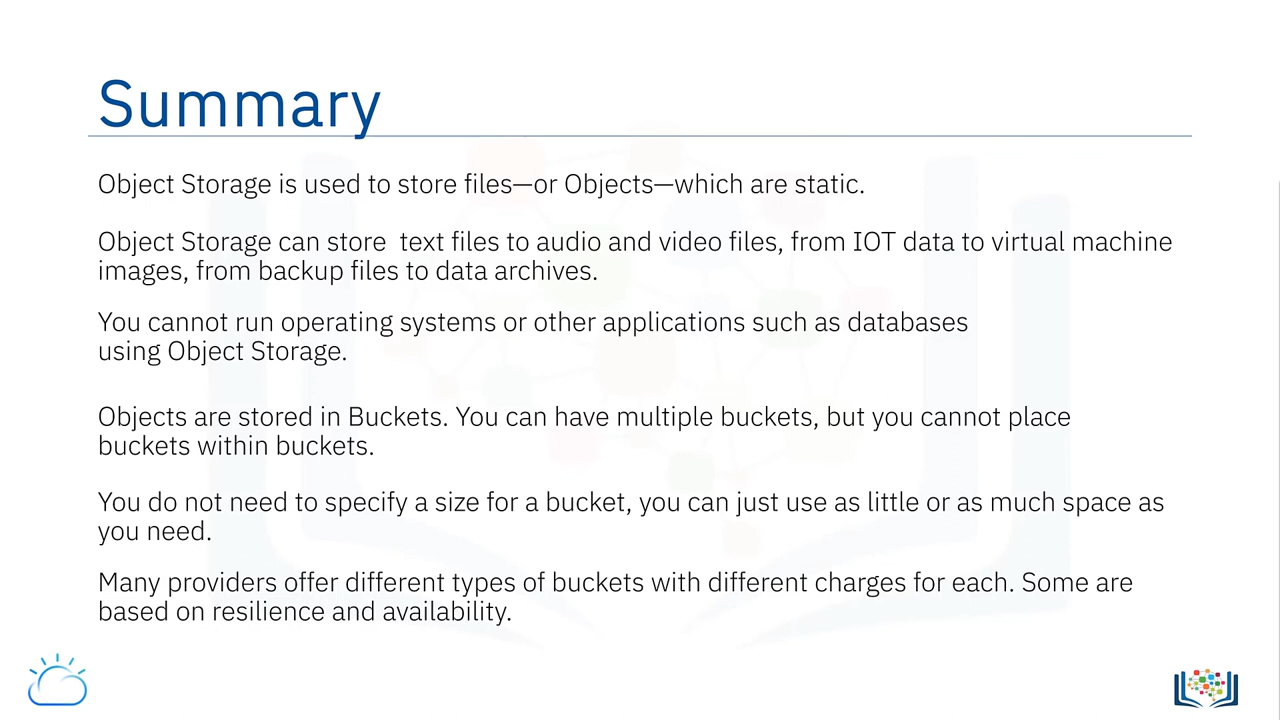 Summary
Object Storage is used to store files—or Objects—which are static.
Object Storage can store  text files to audio and video files, from IOT data to virtual machine
images, from backup files to data archives.
You cannot run operating systems or other applications such as databases
using Object Storage.
Objects are stored in Buckets. You can have multiple buckets, but you cannot place
buckets within buckets.
You do not need to specify a size for a bucket, you can just use as little or as much space as
you need.
Many providers offer different types of buckets with different charges for each. Some are
based on resilience and availability.